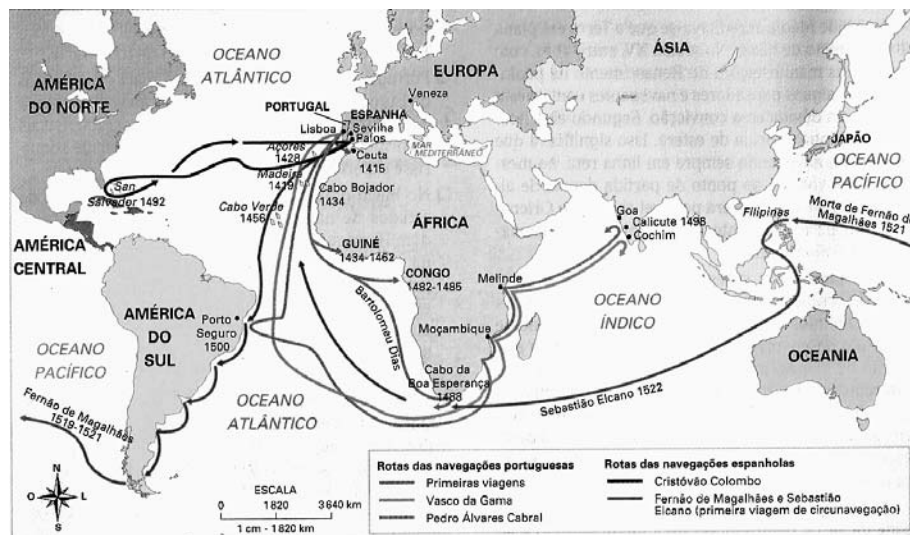 OCEANO
ATLÂNTICO
AMÉRICA
DO NORTE
EUROPA
ÁSIA
Veneza
PORTUGAL
ESPANHA
Lisboa
Sevilha
Palos
Açores
1428
Ceuta
1415
MAR
MEDITERRÂNEO
Madeira
1419
Cabo Bojador
1434
San
Salvador 1492
Cabo Verde
1456
JAPÃO
OCEANO
PACÍFICO
AMÉRICA
CENTRAL
ÁFRICA
GUINÉ
1434-1462
CONGO
1482-1485
Goa
Calicute 1498
Cochim
Filipinas
Morte de Fernão de
Magalhães 1521
Melinde
OCEANO
ÍNDICO
AMÉRICA
DO
SUL
Porto
Seguro
1500
Bartolomeu Dias
Moçambique
Cabo da
Boa Esperança
1488
OCEANIA
OCEANO
PACÍFICO
OCEANO
ATLÂNTICO
Sebastião Elcano 1522
Fernão de Magalhães
1519-1521
N
O
L
S
ESCALA
0 1820 3640 km
1 cm - 1820 km
Rotas das navegações portuguesas
Primeiras viagens
Vasco da Gama
Pedro Álvares Cabral
Rotas das navegações espanholas
Cristóvão Colombo
Fernão de Magalhães e Sebastião
Elcano (primeira viagem de circunavegação)